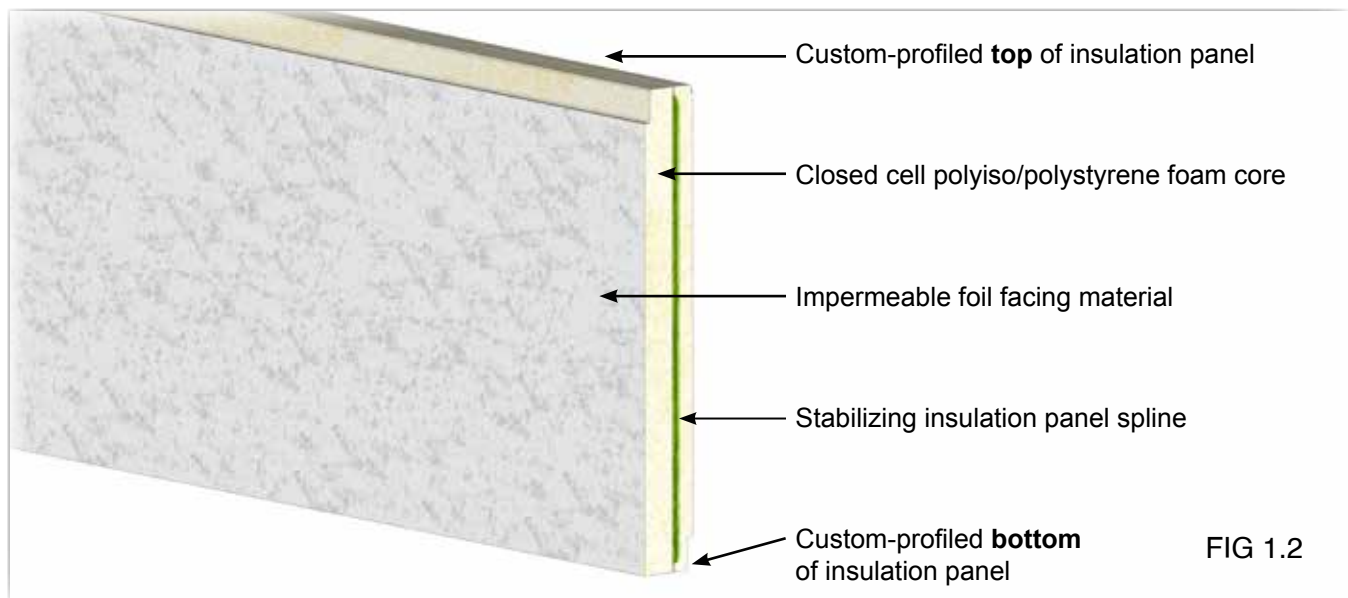 Custom-profiled top of insulation panel
Closed cell polyiso/polystyrene foam core
Impermeable foil facing material
Stabilizing insulation panel spline
Custom-profiled bottom
of insulation panel
FIG 1.2